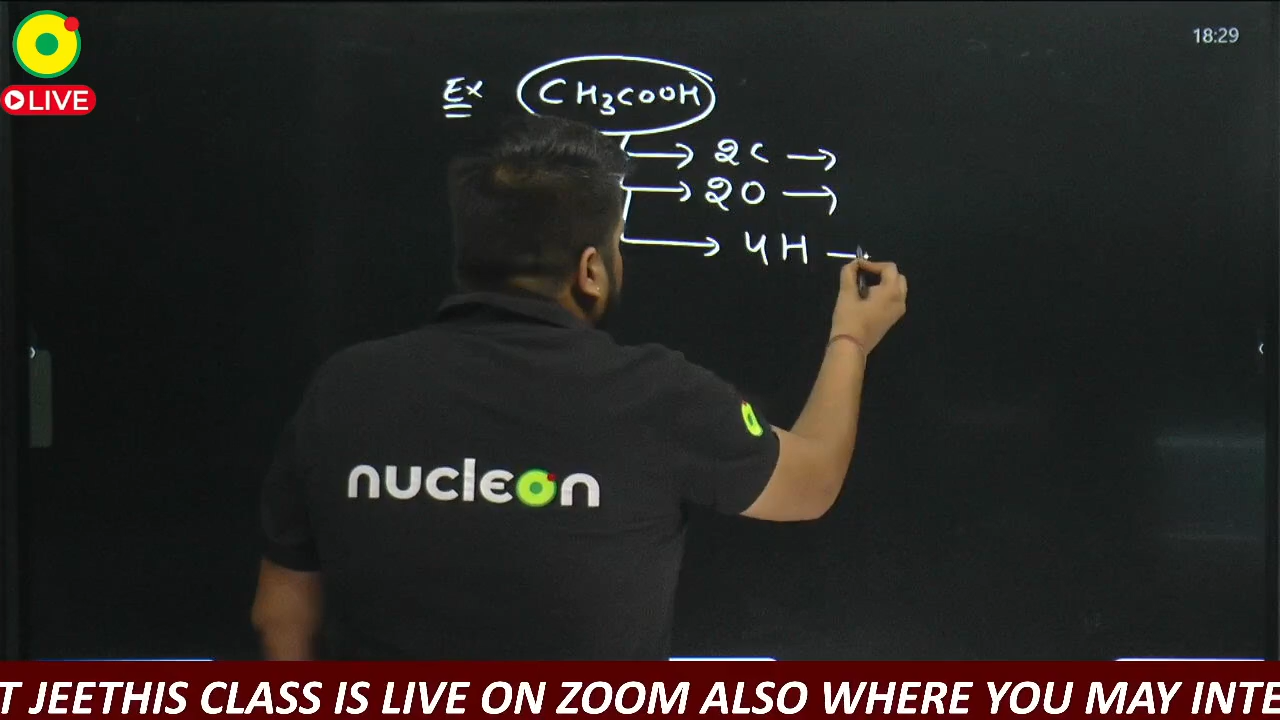 18:29
LIVE
Ex CH3COOH
→ 2C →
→ 2O →
→ 4H →
nucleon
T JEETHIS CLASS IS LIVE ON ZOOM ALSO WHERE YOU MAY INTE